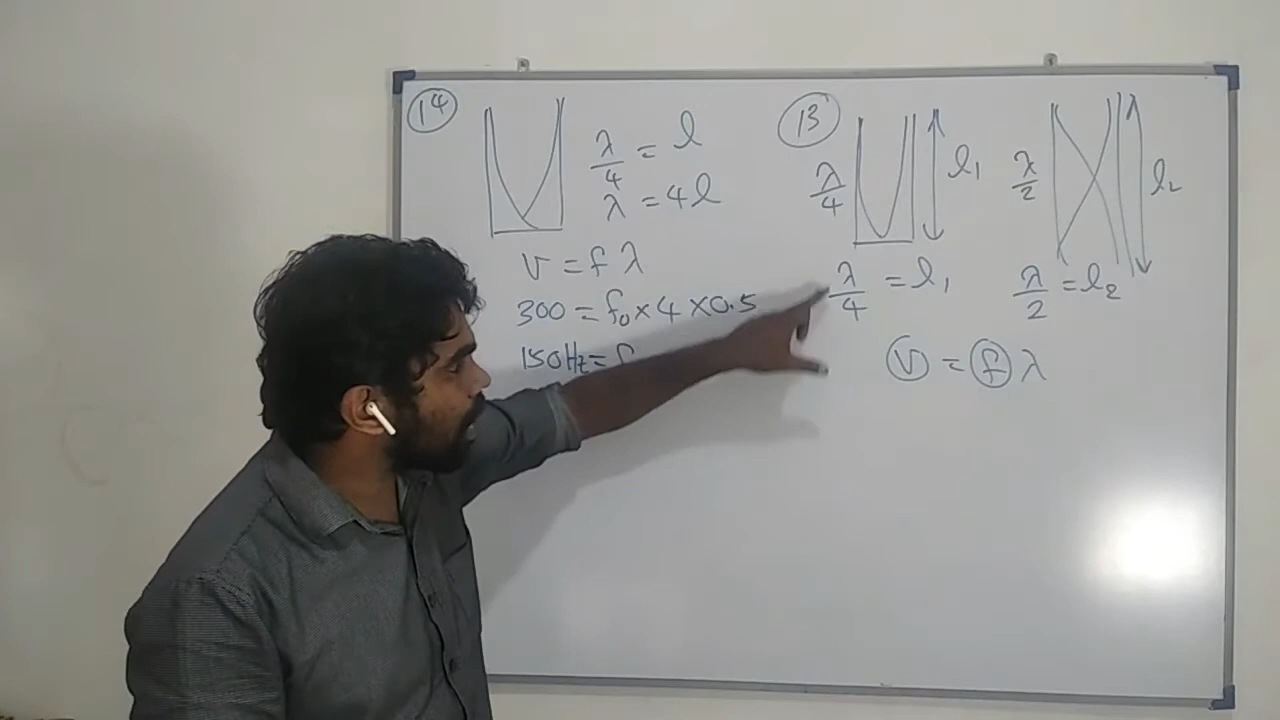 14
λ/4 = l
λ = 4l
v = f λ
300 = f₀ × 4 × 0.5
150Hz = f
13
λ/4
l₁
λ/2
l₂
λ/4 = l₁
λ/2 = l₂
v = f λ